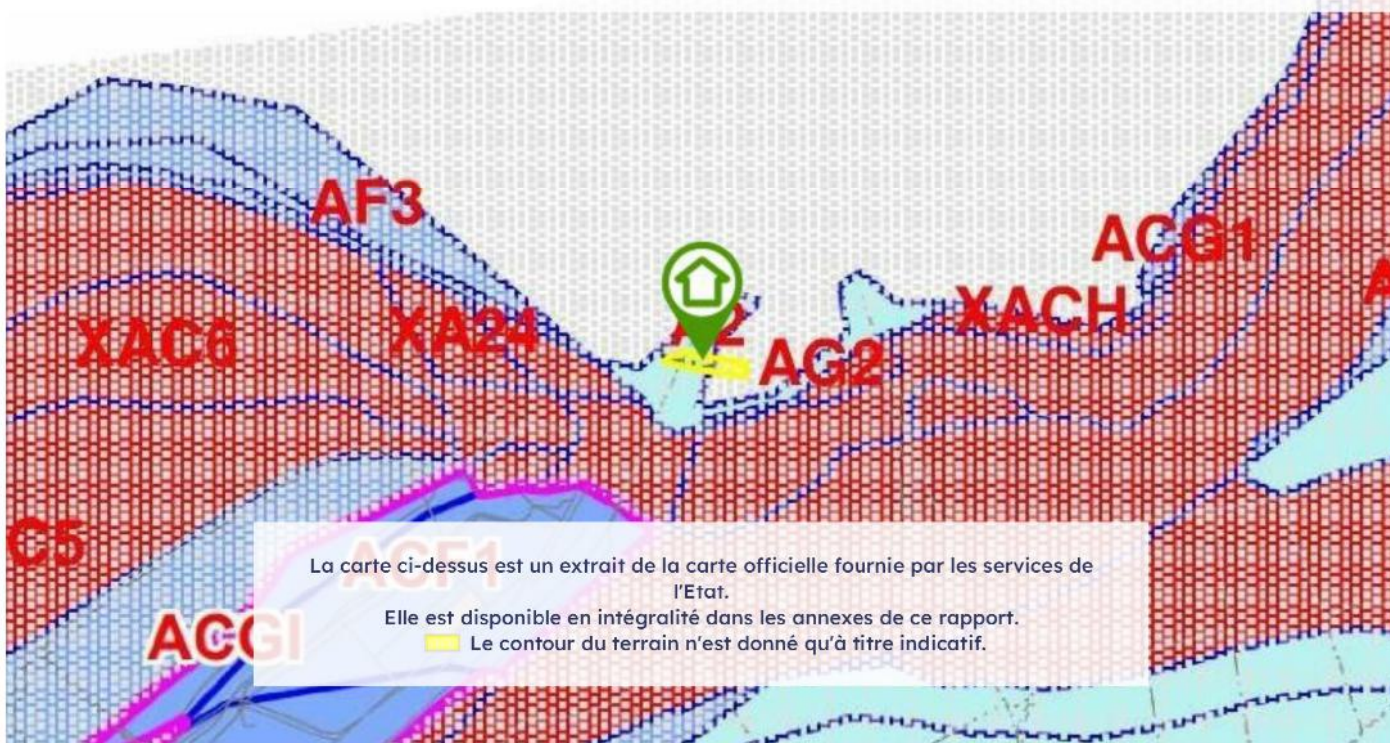 AF3
ACG1
XACH
XAC6
XA24
A2
AG2
C5
ACF1
La carte ci-dessus est un extrait de la carte officielle fournie par les services de
l'Etat.
Elle est disponible en intégralité dans les annexes de ce rapport.
Le contour du terrain n'est donné qu'à titre indicatif.